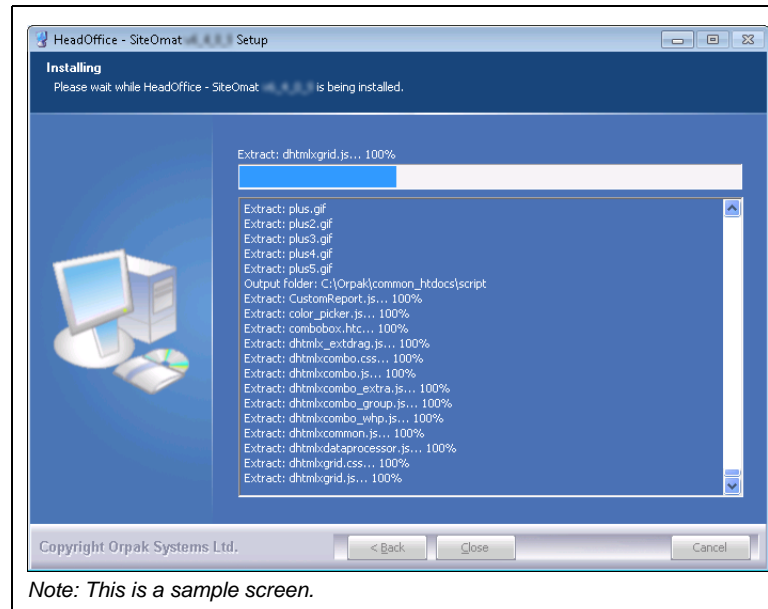 HeadOffice - SiteOmat Setup
Installing
Please wait while HeadOffice - SiteOmat is being installed.
Extract: dhtmlxgrid.js... 100%
Extract: plus.gif
Extract: plus2.gif
Extract: plus3.gif
Extract: plus4.gif
Extract: plus5.gif
Output folder: C:\Orpak\common_htdocs\script
Extract: CustomReport.js... 100%
Extract: color_picker.js... 100%
Extract: combobox.htc... 100%
Extract: dhtmlx_extdrag.js... 100%
Extract: dhtmlxcombo.css... 100%
Extract: dhtmlxcombo.js... 100%
Extract: dhtmlxcombo_extra.js... 100%
Extract: dhtmlxcombo_group.js... 100%
Extract: dhtmlxcombo_whp.js... 100%
Extract: dhtmlxcommon.js... 100%
Extract: dhtmlxdataprocessor.js... 100%
Extract: dhtmlxgrid.css... 100%
Extract: dhtmlxgrid.js... 100%
Copyright Orpak Systems Ltd.
< Back
Close
Cancel
Note: This is a sample screen.